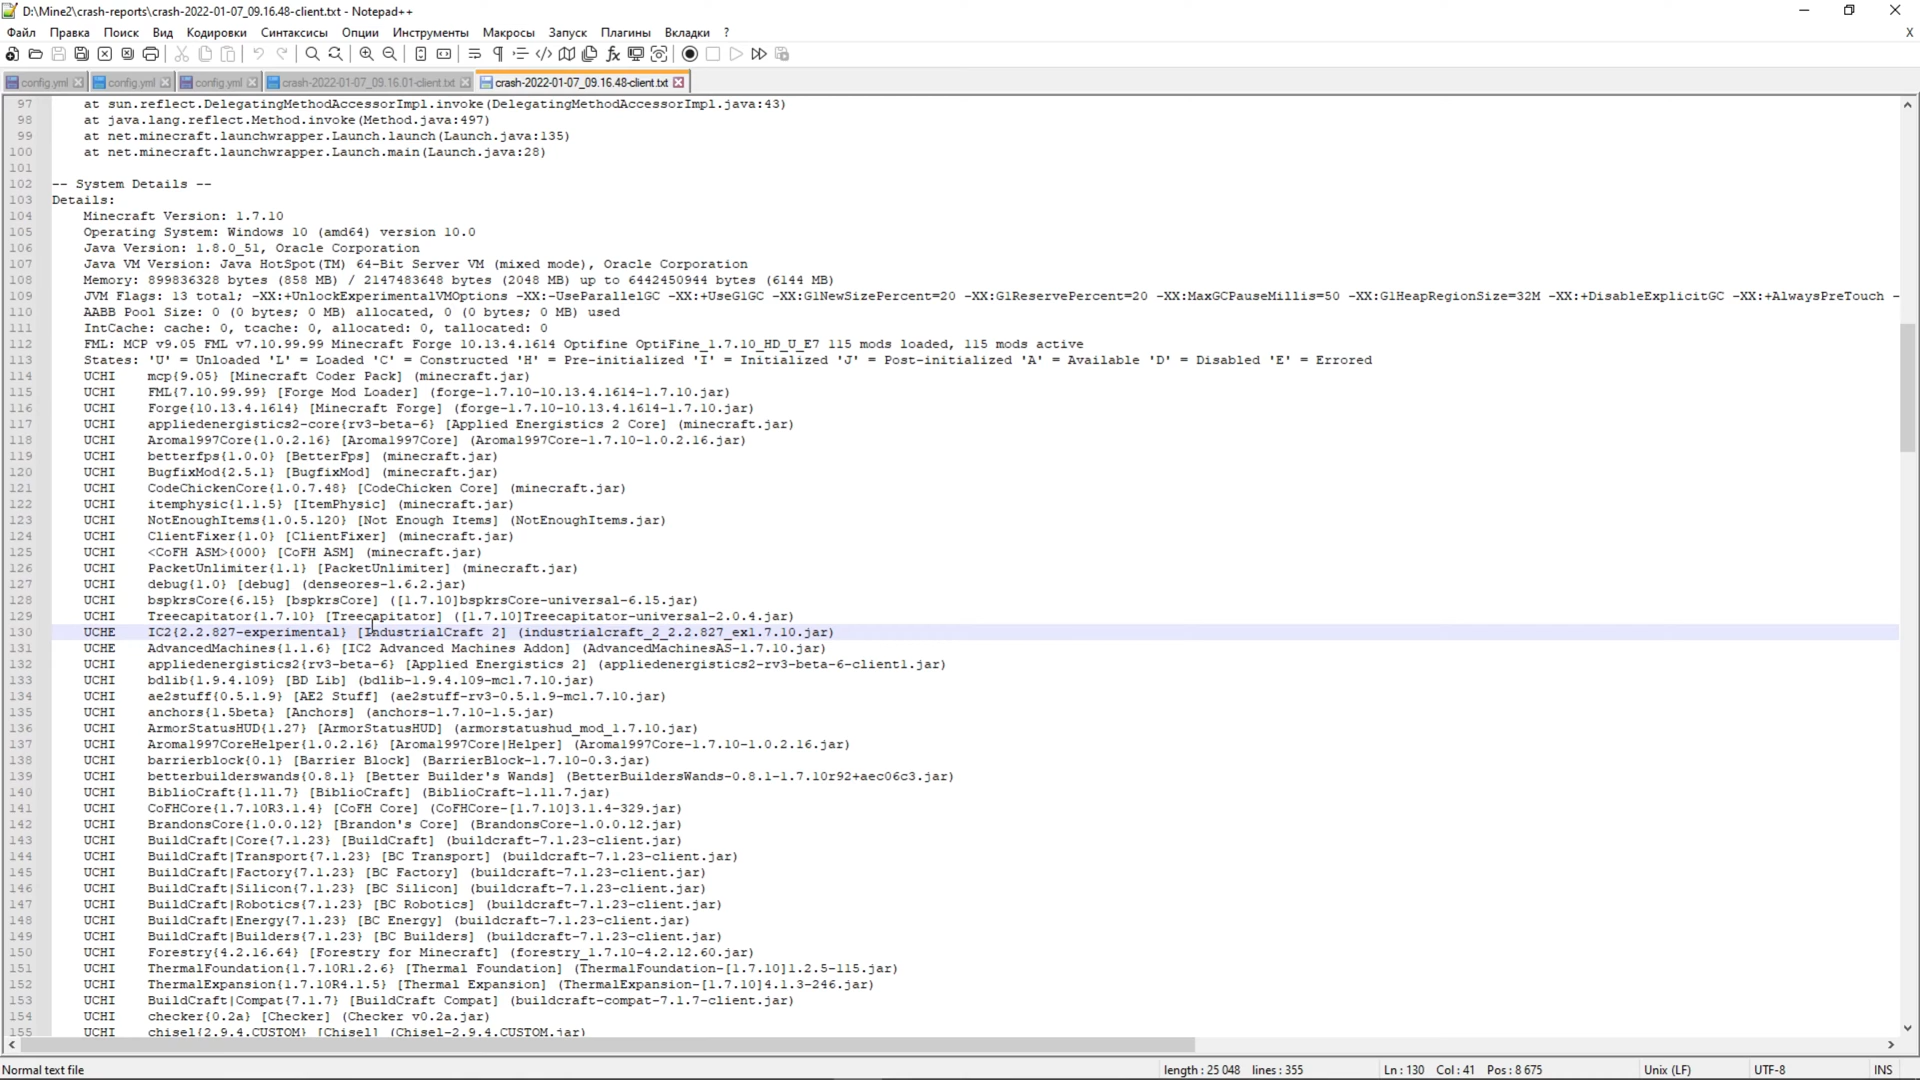 D:\Mine2\crash-reports\crash-2022-01-07_09.16.48-client.txt - Notepad++
Файл Правка Поиск Вид Кодировки Синтаксисы Опции Инструменты Макросы Запуск Плагины Вкладки ? X
config.yml config.yml config.yml crash-2022-01-07_09.16.01-client.txt crash-2022-01-07_09.16.48-client.txt
97 at sun.reflect.DelegatingMethodAccessorImpl.invoke(DelegatingMethodAccessorImpl.java:43)
98 at java.lang.reflect.Method.invoke(Method.java:497)
99 at net.minecraft.launchwrapper.Launch.launch(Launch.java:135)
100 at net.minecraft.launchwrapper.Launch.main(Launch.java:28)
101
102 -- System Details --
103 Details:
104 Minecraft Version: 1.7.10
105 Operating System: Windows 10 (amd64) version 10.0
106 Java Version: 1.8.0_51, Oracle Corporation
107 Java VM Version: Java HotSpot(TM) 64-Bit Server VM (mixed mode), Oracle Corporation
108 Memory: 899836328 bytes (858 MB) / 2147483648 bytes (2048 MB) up to 6442450944 bytes (6144 MB)
109 JVM Flags: 13 total; -XX:+UnlockExperimentalVMOptions -XX:-UseParallelGC -XX:+UseG1GC -XX:G1NewSizePercent=20 -XX:G1ReservePercent=20 -XX:MaxGCPauseMillis=50 -XX:G1HeapRegionSize=32M -XX:+DisableExplicitGC -XX:+AlwaysPreTouch -
110 AABB Pool Size: 0 (0 bytes; 0 MB) allocated, 0 (0 bytes; 0 MB) used
111 IntCache: cache: 0, tcache: 0, allocated: 0, tallocated: 0
112 FML: MCP v9.05 FML v7.10.99.99 Minecraft Forge 10.13.4.1614 Optifine OptiFine_1.7.10_HD_U_E7 115 mods loaded, 115 mods active
113 States: 'U' = Unloaded 'L' = Loaded 'C' = Constructed 'H' = Pre-initialized 'I' = Initialized 'J' = Post-initialized 'A' = Available 'D' = Disabled 'E' = Errored
114 UCHI mcp{9.05} [Minecraft Coder Pack] (minecraft.jar)
115 UCHI FML{7.10.99.99} [Forge Mod Loader] (forge-1.7.10-10.13.4.1614-1.7.10.jar)
116 UCHI Forge{10.13.4.1614} [Minecraft Forge] (forge-1.7.10-10.13.4.1614-1.7.10.jar)
117 UCHI appliedenergistics2-core{rv3-beta-6} [Applied Energistics 2 Core] (minecraft.jar)
118 UCHI Aroma1997Core{1.0.2.16} [Aroma1997Core] (Aroma1997Core-1.7.10-1.0.2.16.jar)
119 UCHI betterfps{1.0.0} [BetterFps] (minecraft.jar)
120 UCHI BugfixMod{2.5.1} [BugfixMod] (minecraft.jar)
121 UCHI CodeChickenCore{1.0.7.48} [CodeChicken Core] (minecraft.jar)
122 UCHI itemphysic{1.1.5} [ItemPhysic] (minecraft.jar)
123 UCHI NotEnoughItems{1.0.5.120} [Not Enough Items] (NotEnoughItems.jar)
124 UCHI ClientFixer{1.0} [ClientFixer] (minecraft.jar)
125 UCHI <CoFH ASM>{000} [CoFH ASM] (minecraft.jar)
126 UCHI PacketUnlimiter{1.1} [PacketUnlimiter] (minecraft.jar)
127 UCHI debug{1.0} [debug] (denseores-1.6.2.jar)
128 UCHI bspkrsCore{6.15} [bspkrsCore] ([1.7.10]bspkrsCore-universal-6.15.jar)
129 UCHI Treecapitator{1.7.10} [Treecapitator] ([1.7.10]Treecapitator-universal-2.0.4.jar)
130 UCHE IC2{2.2.827-experimental} [IndustrialCraft 2] (industrialcraft_2_2.2.827_ex1.7.10.jar)
131 UCHE AdvancedMachines{1.1.6} [IC2 Advanced Machines Addon] (AdvancedMachinesAS-1.7.10.jar)
132 UCHI appliedenergistics2{rv3-beta-6} [Applied Energistics 2] (appliedenergistics2-rv3-beta-6-client1.jar)
133 UCHI bdlib{1.9.4.109} [BD Lib] (bdlib-1.9.4.109-mc1.7.10.jar)
134 UCHI ae2stuff{0.5.1.9} [AE2 Stuff] (ae2stuff-rv3-0.5.1.9-mc1.7.10.jar)
135 UCHI anchors{1.5beta} [Anchors] (anchors-1.7.10-1.5.jar)
136 UCHI ArmorStatusHUD{1.27} [ArmorStatusHUD] (armorstatushud_mod_1.7.10.jar)
137 UCHI Aroma1997CoreHelper{1.0.2.16} [Aroma1997Core|Helper] (Aroma1997Core-1.7.10-1.0.2.16.jar)
138 UCHI barrierblock{0.1} [Barrier Block] (BarrierBlock-1.7.10-0.3.jar)
139 UCHI betterbuilderswands{0.8.1} [Better Builder's Wands] (BetterBuildersWands-0.8.1-1.7.10r92+aec06c3.jar)
140 UCHI BiblioCraft{1.11.7} [BiblioCraft] (BiblioCraft-1.11.7.jar)
141 UCHI CoFHCore{1.7.10R3.1.4} [CoFH Core] (CoFHCore-[1.7.10]3.1.4-329.jar)
142 UCHI BrandonsCore{1.0.0.12} [Brandon's Core] (BrandonsCore-1.0.0.12.jar)
143 UCHI BuildCraft|Core{7.1.23} [BuildCraft] (buildcraft-7.1.23-client.jar)
144 UCHI BuildCraft|Transport{7.1.23} [BC Transport] (buildcraft-7.1.23-client.jar)
145 UCHI BuildCraft|Factory{7.1.23} [BC Factory] (buildcraft-7.1.23-client.jar)
146 UCHI BuildCraft|Silicon{7.1.23} [BC Silicon] (buildcraft-7.1.23-client.jar)
147 UCHI BuildCraft|Robotics{7.1.23} [BC Robotics] (buildcraft-7.1.23-client.jar)
148 UCHI BuildCraft|Energy{7.1.23} [BC Energy] (buildcraft-7.1.23-client.jar)
149 UCHI BuildCraft|Builders{7.1.23} [BC Builders] (buildcraft-7.1.23-client.jar)
150 UCHI Forestry{4.2.16.64} [Forestry for Minecraft] (forestry_1.7.10-4.2.12.60.jar)
151 UCHI ThermalFoundation{1.7.10R1.2.6} [Thermal Foundation] (ThermalFoundation-[1.7.10]1.2.5-115.jar)
152 UCHI ThermalExpansion{1.7.10R4.1.5} [Thermal Expansion] (ThermalExpansion-[1.7.10]4.1.3-246.jar)
153 UCHI BuildCraft|Compat{7.1.7} [BuildCraft Compat] (buildcraft-compat-7.1.7-client.jar)
154 UCHI checker{0.2a} [Checker] (Checker v0.2a.jar)
155 UCHI chisel{2.9.4.CUSTOM} [Chisel] (Chisel-2.9.4.CUSTOM.jar)
Normal text file length : 25 048 lines : 355 Ln : 130 Col : 41 Pos : 8 675 Unix (LF) UTF-8 INS